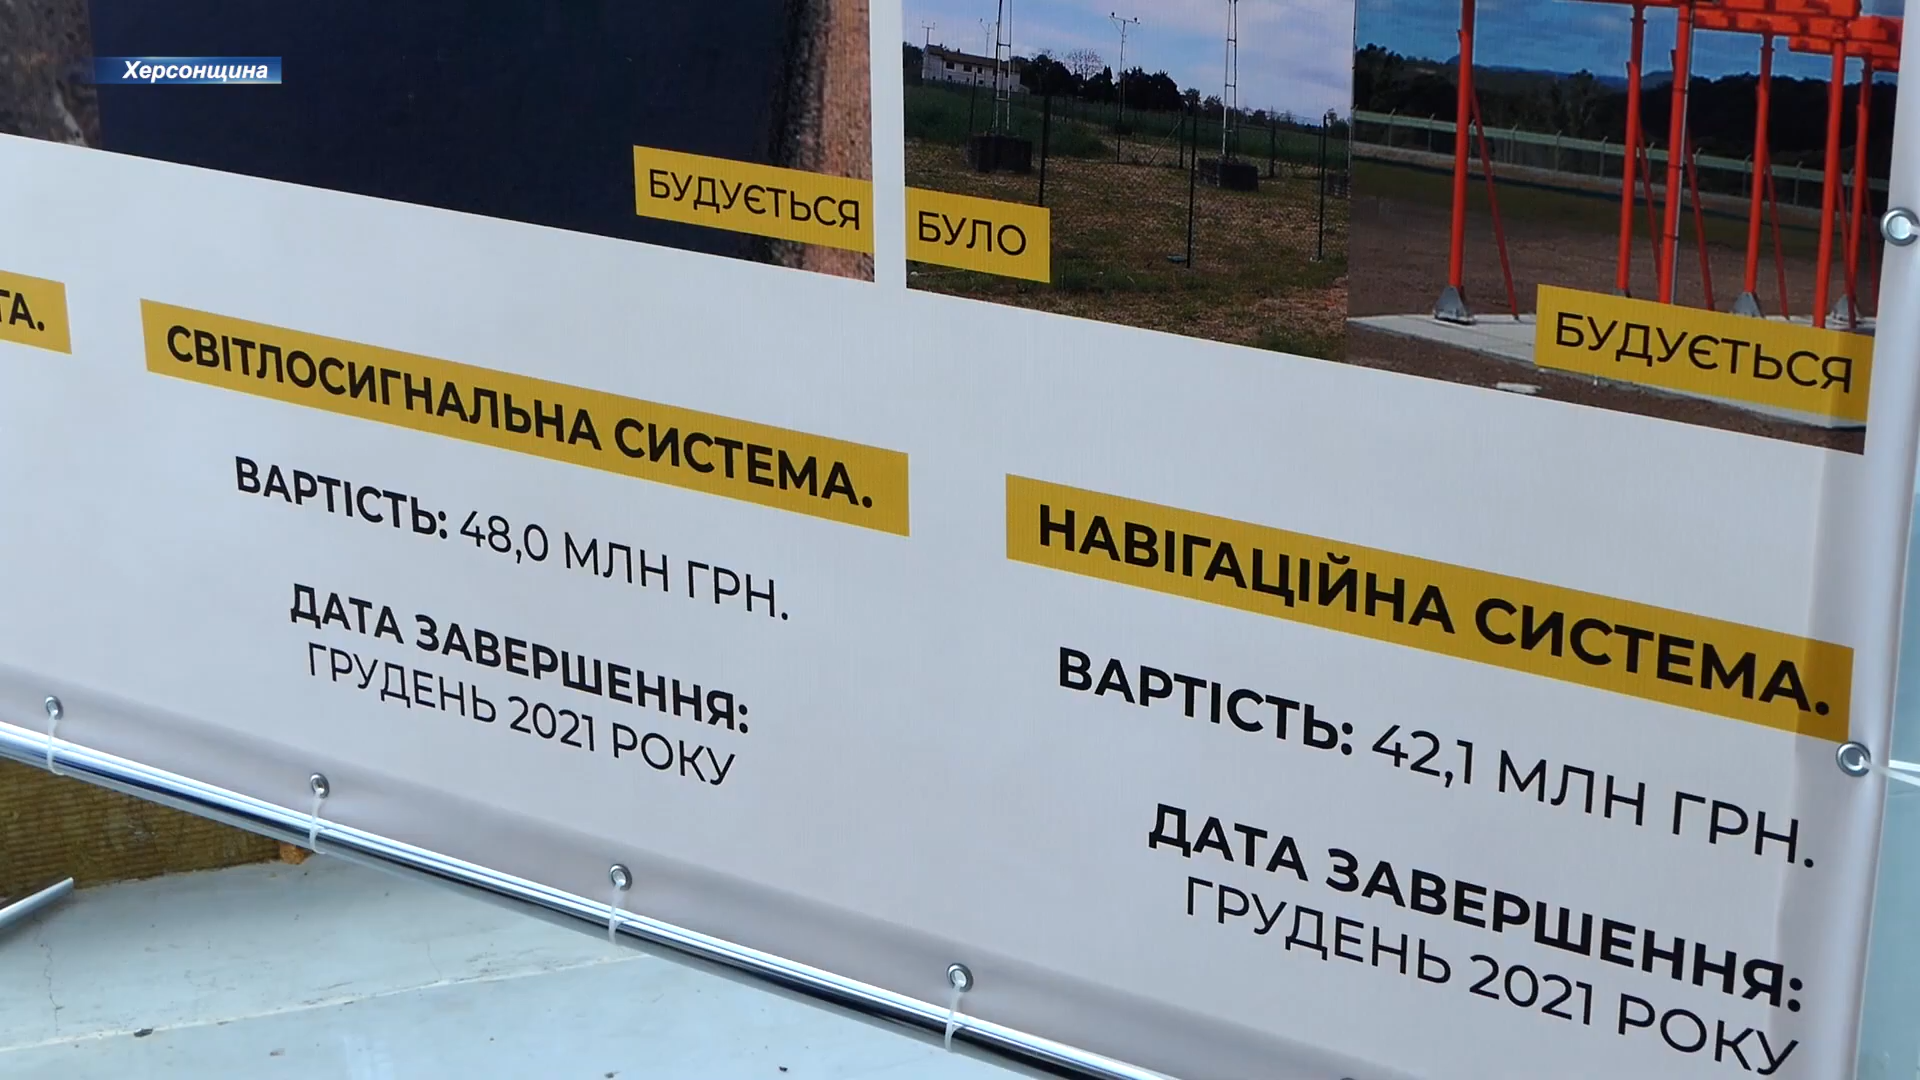 Херсонщина
БУДУЄТЬСЯ
БУЛО
БУДУЄТЬСЯ
ТА.
СВІТЛОСИГНАЛЬНА СИСТЕМА.
ВАРТІСТЬ: 48,0 МЛН ГРН.
ДАТА ЗАВЕРШЕННЯ:
ГРУДЕНЬ 2021 РОКУ
НАВІГАЦІЙНА СИСТЕМА.
ВАРТІСТЬ: 42,1 МЛН ГРН.
ДАТА ЗАВЕРШЕННЯ:
ГРУДЕНЬ 2021 РОКУ